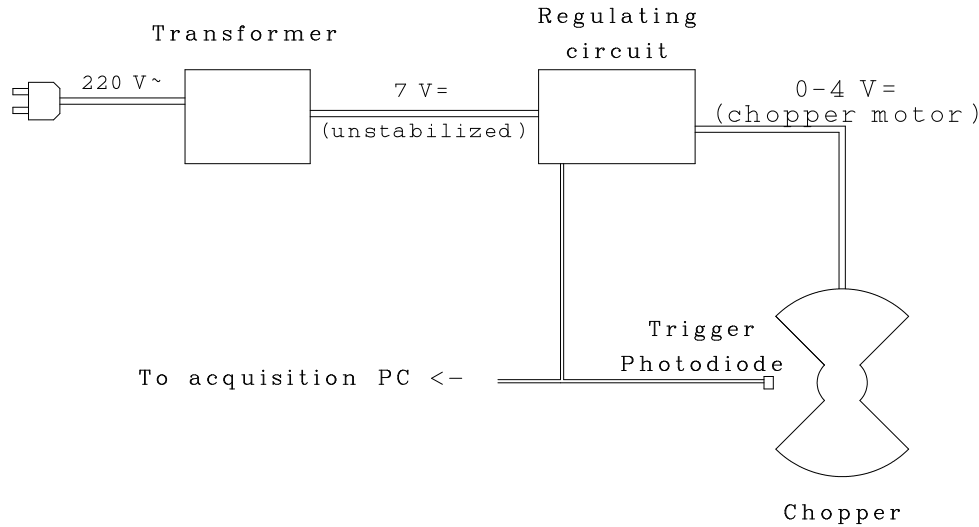 Transformer
Regulating
circuit
220 V~
7 V=
(unstabilized)
0-4 V=
(chopper motor)
Trigger
Photodiode
To acquisition PC <-
Chopper